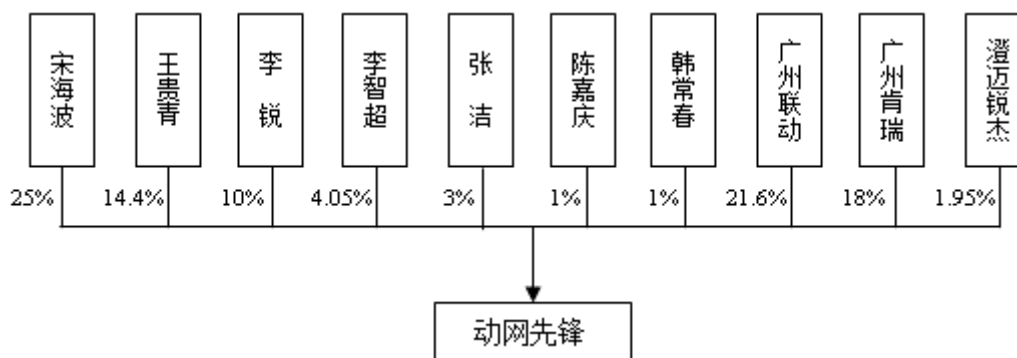 宋海波
王贵青
李锐
李智超
张洁
陈嘉庆
韩常春
广州联动
广州肯瑞
澄迈锐杰
25%
14.4%
10%
4.05%
3%
1%
1%
21.6%
18%
1.95%
动网先锋